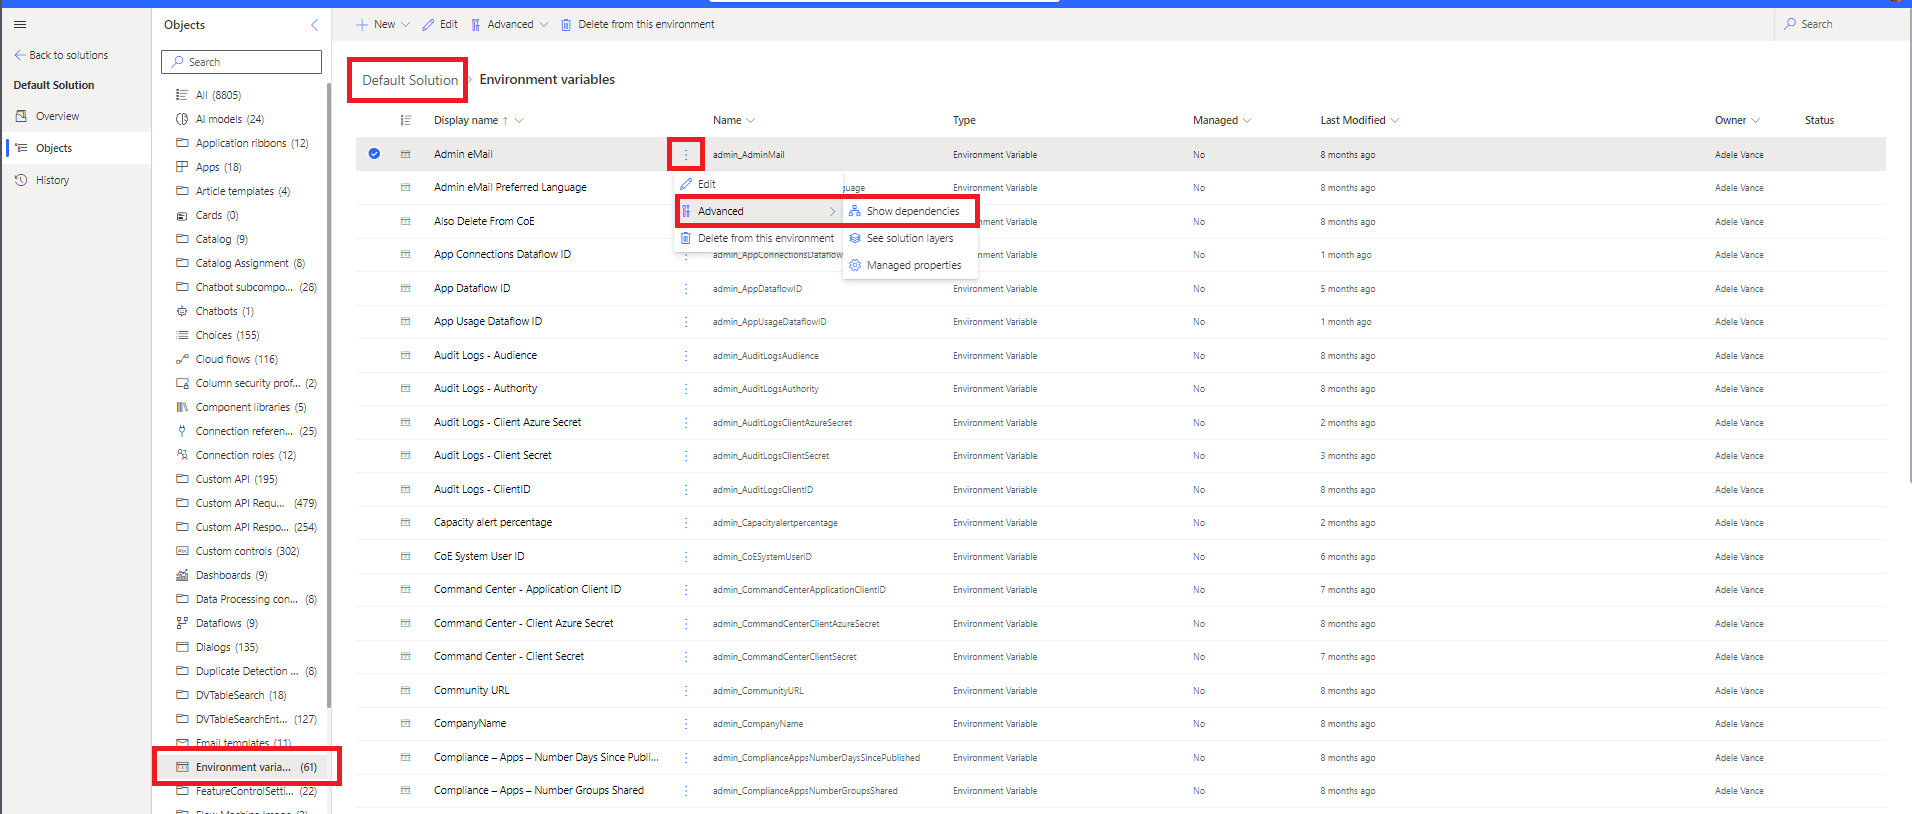 Objects
New
Edit
Advanced
Delete from this environment
Search
Back to solutions
Default Solution
Overview
Objects
History
Search
All (8805)
AI models (24)
Application ribbons (12)
Apps (18)
Article templates (4)
Cards (0)
Catalog (9)
Catalog Assignment (8)
Chatbot subcompo... (28)
Chatbots (1)
Choices (155)
Cloud flows (116)
Column security prof... (2)
Component libraries (5)
Connection referen... (25)
Connection roles (12)
Custom API (195)
Custom API Requ... (479)
Custom API Respo... (254)
Custom controls (302)
Dashboards (9)
Data Processing con... (8)
Dataflows (9)
Dialogs (135)
Duplicate Detection ... (8)
DVTableSearch (18)
DVTableSearchEnt... (127)
Email templates (11)
Environment varia... (61)
FeatureControlSetti... (22)
Default Solution > Environment variables
Display name ↑ Name Type Managed Last Modified Owner Status
Admin eMail admin_AdminMail Environment Variable No 8 months ago Adele Vance
Admin eMail Preferred Language guage Environment Variable No 8 months ago Adele Vance
Also Delete From CoE No 8 months ago Adele Vance
App Connections Dataflow ID admin_AppConnectionsDataflow Environment Variable No 1 month ago Adele Vance
App Dataflow ID admin_AppDataflowID Environment Variable No 5 months ago Adele Vance
App Usage Dataflow ID admin_AppUsageDataflowID Environment Variable No 1 month ago Adele Vance
Audit Logs - Audience admin_AuditLogsAudience Environment Variable No 8 months ago Adele Vance
Audit Logs - Authority admin_AuditLogsAuthority Environment Variable No 8 months ago Adele Vance
Audit Logs - Client Azure Secret admin_AuditLogsClientAzureSecret Environment Variable No 2 months ago Adele Vance
Audit Logs - Client Secret admin_AuditLogsClientSecret Environment Variable No 3 months ago Adele Vance
Audit Logs - ClientID admin_AuditLogsClientID Environment Variable No 8 months ago Adele Vance
Capacity alert percentage admin_Capacityalertpercentage Environment Variable No 2 months ago Adele Vance
CoE System User ID admin_CoESystemUserID Environment Variable No 6 months ago Adele Vance
Command Center - Application Client ID admin_CommandCenterApplicationClientID Environment Variable No 7 months ago Adele Vance
Command Center - Client Azure Secret admin_CommandCenterClientAzureSecret Environment Variable No 8 months ago Adele Vance
Command Center - Client Secret admin_CommandCenterClientSecret Environment Variable No 7 months ago Adele Vance
Community URL admin_CommunityURL Environment Variable No 8 months ago Adele Vance
CompanyName admin_CompanyName Environment Variable No 8 months ago Adele Vance
Compliance – Apps – Number Days Since Publi... admin_ComplianceAppsNumberDaysSincePublished Environment Variable No 8 months ago Adele Vance
Compliance – Apps – Number Groups Shared admin_ComplianceAppsNumberGroupsShared Environment Variable No 8 months ago Adele Vance
Edit
Advanced
Delete from this environment
Show dependencies
See solution layers
Managed properties